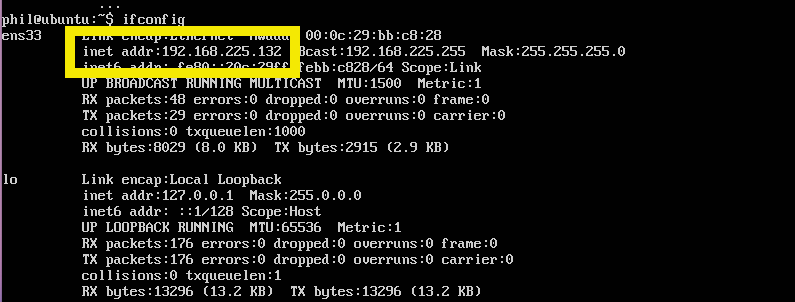 ...
phil@ubuntu:~$ ifconfig
ens33 Link encap:Ethernet 00:0c:29:bb:c8:28
inet addr:192.168.225.132 Bcast:192.168.225.255 Mask:255.255.255.0
inet6 addr: fe80::20c:29ff:febb:c828/64 Scope:Link
UP BROADCAST RUNNING MULTICAST MTU:1500 Metric:1
RX packets:48 errors:0 dropped:0 overruns:0 frame:0
TX packets:29 errors:0 dropped:0 overruns:0 carrier:0
collisions:0 txqueuelen:1000
RX bytes:8029 (8.0 KB) TX bytes:2915 (2.9 KB)
lo Link encap:Local Loopback
inet addr:127.0.0.1 Mask:255.0.0.0
inet6 addr: ::1/128 Scope:Host
UP LOOPBACK RUNNING MTU:65536 Metric:1
RX packets:176 errors:0 dropped:0 overruns:0 frame:0
TX packets:176 errors:0 dropped:0 overruns:0 carrier:0
collisions:0 txqueuelen:1
RX bytes:13296 (13.2 KB) TX bytes:13296 (13.2 KB)